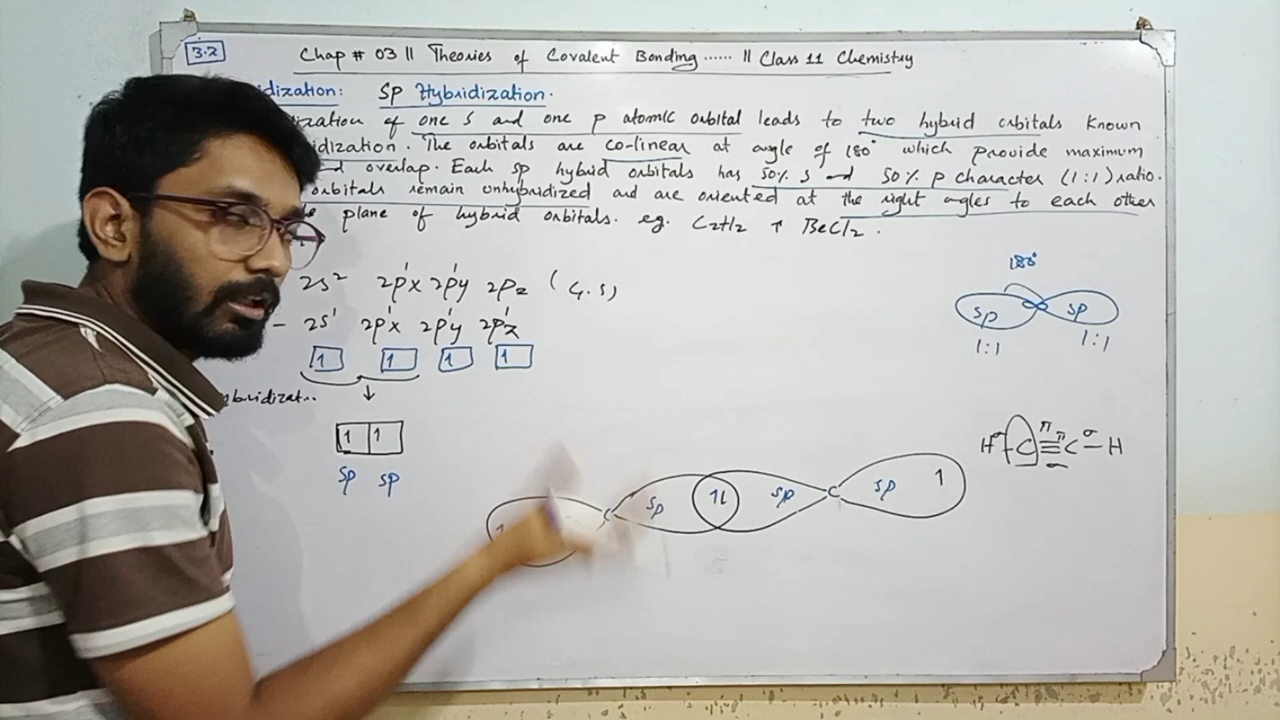 3.2
Chap # 03 || Theories of Covalent Bonding ...... || Class 11 Chemistry
idization: SP Hybridization.
ization of one s and one p atomic orbital leads to two hybrid orbitals known
idization. The orbitals are co-linear at angle of 180° which provide maximum
overlap. Each sp hybrid orbitals has 50% s and 50% p character (1:1) ratio.
orbitals remain unhybridized and are oriented at the right angles to each other
plane of hybrid orbitals. eg. C2H2 & BeCl2.
180°
2s² 2p¹x 2p¹y 2pz (G.S)
sp sp
1:1 1:1
– 2s¹ 2p¹x 2p¹y 2p¹z
1 1 1 1
bridizat..
1 1
sp sp
H σ C ≡ π π σ C σ – H
sp 1L sp C sp 1
C